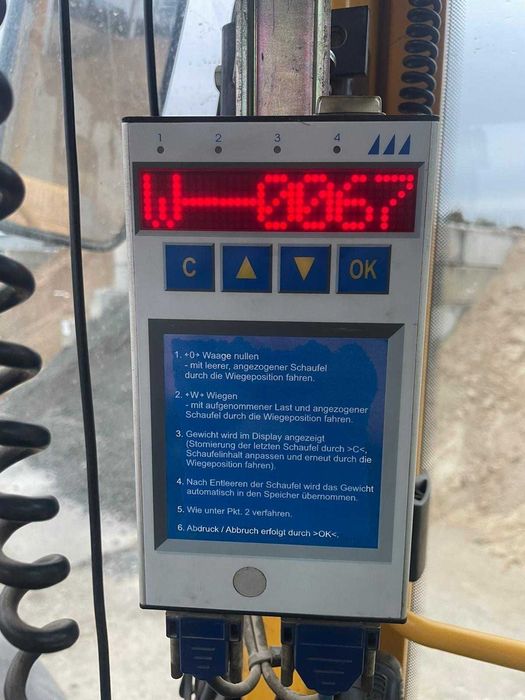 1 2 3 4
W--0067
C OK
1. +0+ Waage nullen
- mit leerer, angezogener Schaufel
durch die Wiegeposition fahren.
2. +W+ Wiegen
- mit aufgenommener Last und angezogener
Schaufel durch die Wiegeposition fahren.
3. Gewicht wird im Display angezeigt
(Stornierung der letzten Schaufel durch >C<,
Schaufelinhalt anpassen und erneut durch die
Wiegeposition fahren).
4. Nach Entleeren der Schaufel wird das Gewicht
automatisch in den Speicher übernommen.
5. Wie unter Pkt. 2 verfahren.
6. Abdruck / Abbruch erfolgt durch >OK<.